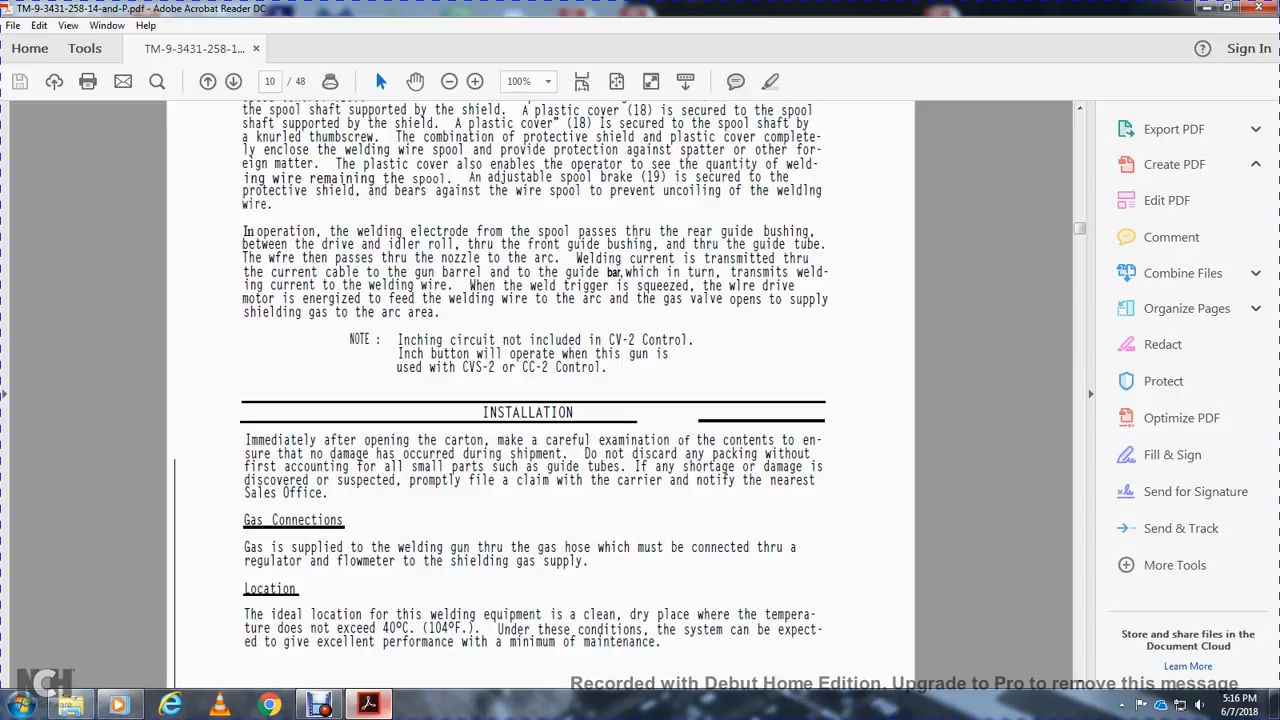 TM-9-3431-258-14-and-P.pdf - Adobe Acrobat Reader DC
File Edit View Window Help
Home Tools TM-9-3431-258-1... × Sign In
10 / 48 100%
the spool shaft supported by the shield. A plastic cover (18) is secured to the spool
shaft supported by the shield. A plastic cover" (18) Is secured to the spool shaft by
a knurled thumbscrew. The combination of protective shield and plastic cover complete-
ly enclose the welding wire spool and provide protection against spatter or other for-
eign matter. The plastic cover also enables the operator to see the quantity of weld-
ing wire remaining the spool. An adjustable spool brake (19) is secured to the
protective shield, and bears against the wire spool to prevent uncoiling of the weldlng
wire.
In operation, the welding electrode from the spool passes thru the rear guide bushing,
between the drive and idler roll, thru the front guide bushing, and thru the guide tube.
The wfre then passes thru the nozzle to the arc. Welding current is transmitted thru
the current cable to the gun barrel and to the guide bar, which in turn, transmits weld-
ing current to the welding wire. When the weld trigger is squeezed, the wlre drive
motor is energized to feed the welding wire to the arc and the gas valve opens to supply
shielding gas to the arc area.
NOTE : Inching circuit not included in CV-2 Control.
Inch button will operate when this gun is
used with CVS-2 or CC-2 Control.
INSTALLATION
Immediately after opening the carton, make a careful examination of the contents to en-
sure that no damage has occurred during shipment. Do not discard any packing without
first accounting for all small parts such as guide tubes. If any shortage or damage is
discovered or suspected, promptly file a claim with the carrier and notify the nearest
Sales Office.
Gas Connections
Gas is supplied to the welding gun thru the gas hose which must be connected thru a
regulator and flowmeter to the shielding gas supply.
Location
The ideal location for this welding equipment is a clean, dry place where the tempera-
ture does not exceed 40ºC. (104ºF.). Under these conditions, the system can be expect-
ed to give excellent performance with a minimum of maintenance.
Export PDF
Create PDF
Edit PDF
Comment
Combine Files
Organize Pages
Redact
Protect
Optimize PDF
Fill & Sign
Send for Signature
Send & Track
More Tools
Store and share files in the
Document Cloud
Learn More
NCH
Software
Recorded with Debut Home Edition. Upgrade to Pro to remove this message
5:16 PM
6/7/2018